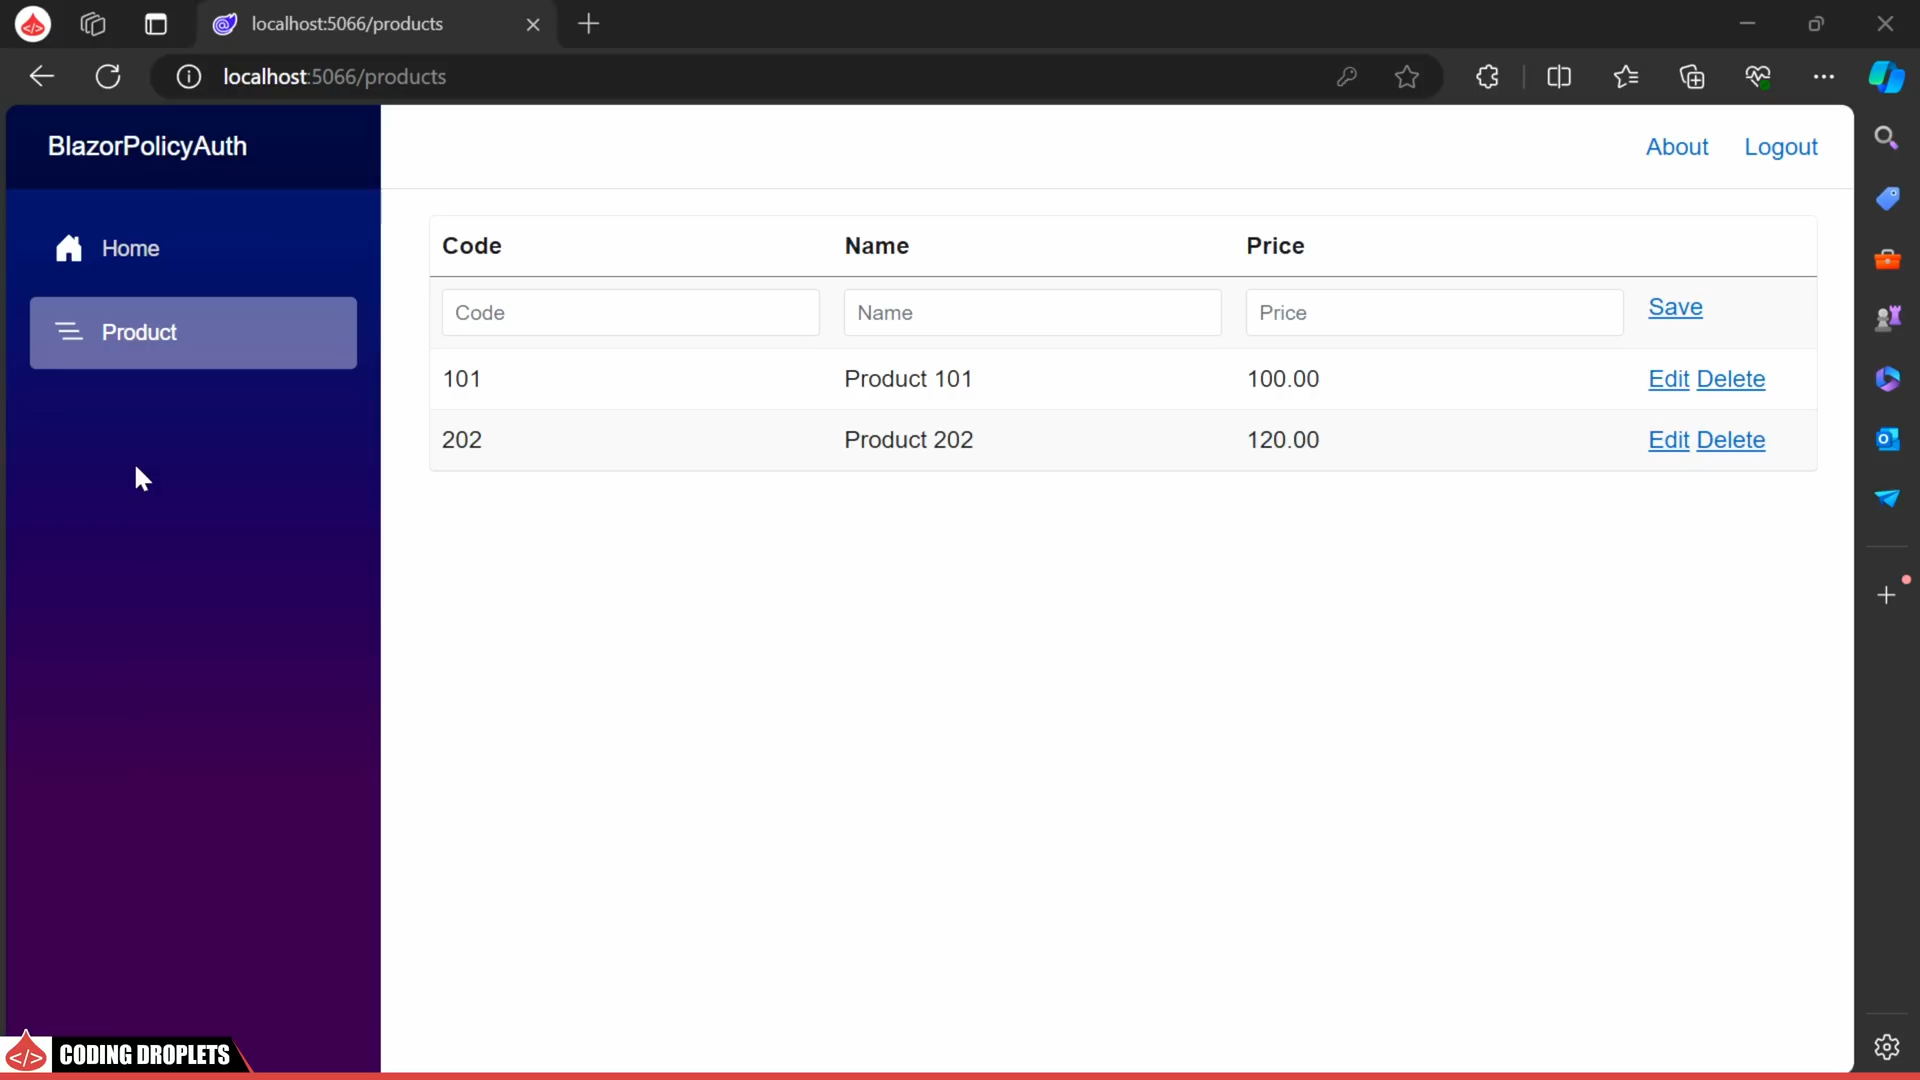 localhost:5066/products
localhost:5066/products
BlazorPolicyAuth
About Logout
Home
Product
Code Name Price
Code Name Price Save
101 Product 101 100.00 Edit Delete
202 Product 202 120.00 Edit Delete
CODING DROPLETS